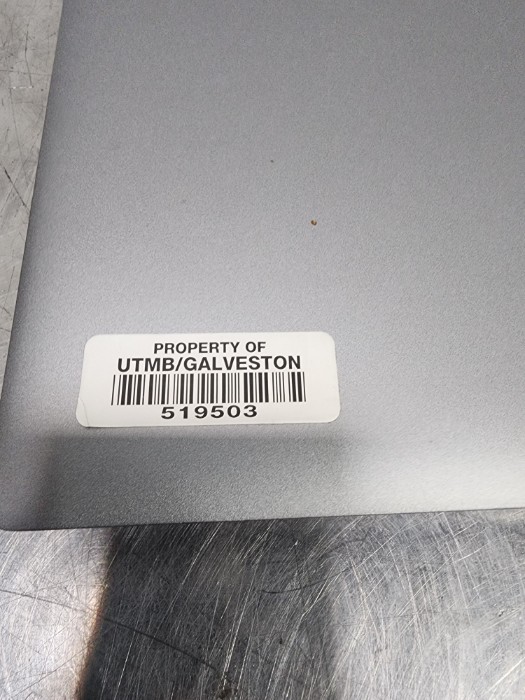 PROPERTY OF
UTMB/GALVESTON
519503